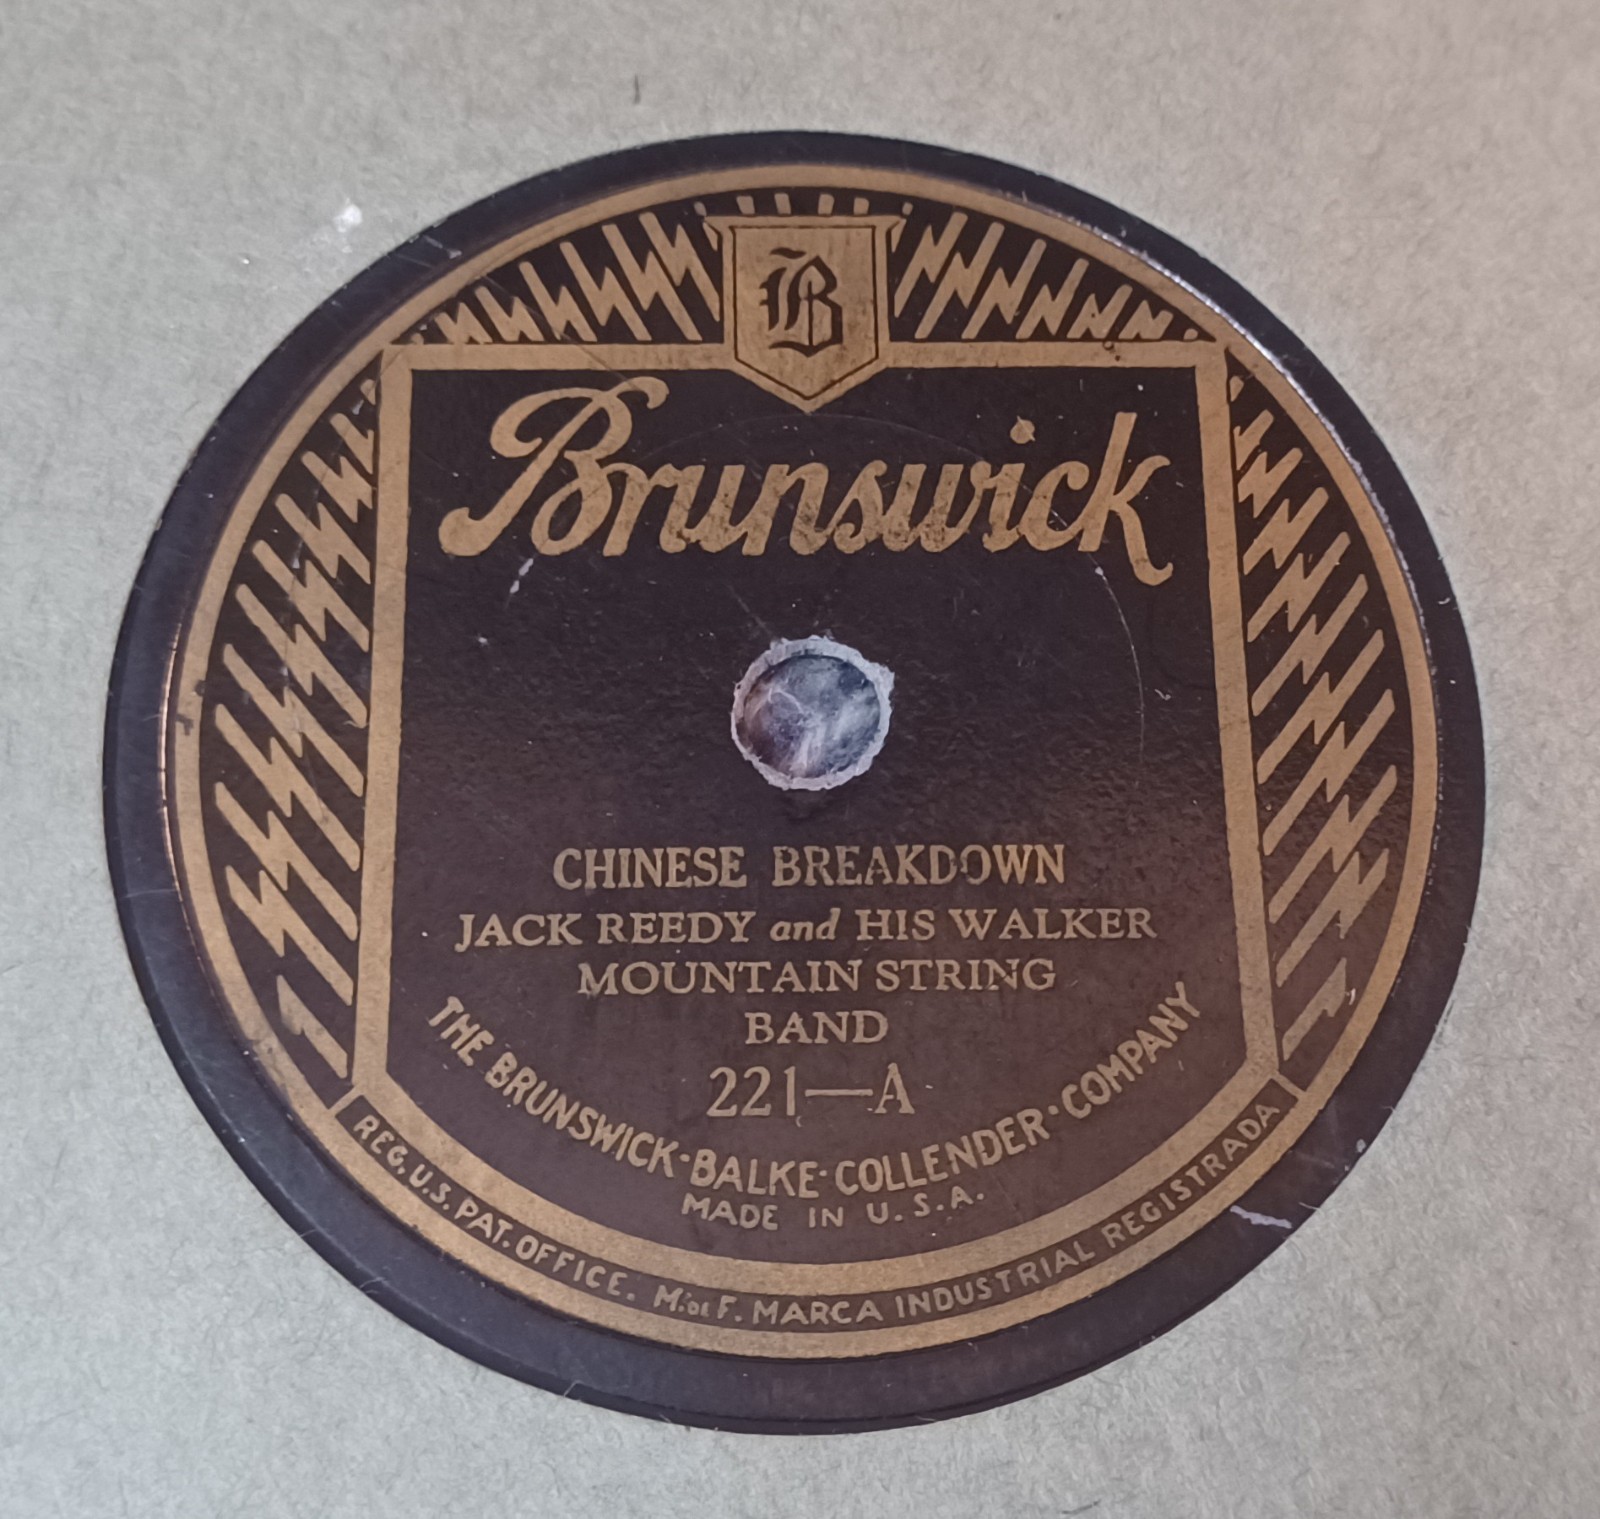 B
Brunswick
CHINESE BREAKDOWN
JACK REEDY and HIS WALKER
MOUNTAIN STRING
BAND
221—A
THE BRUNSWICK-BALKE-COLLENDER-COMPANY
MADE IN U.S.A.
REG. U.S. PAT. OFFICE. M. DE F. MARCA INDUSTRIAL REGISTRADA